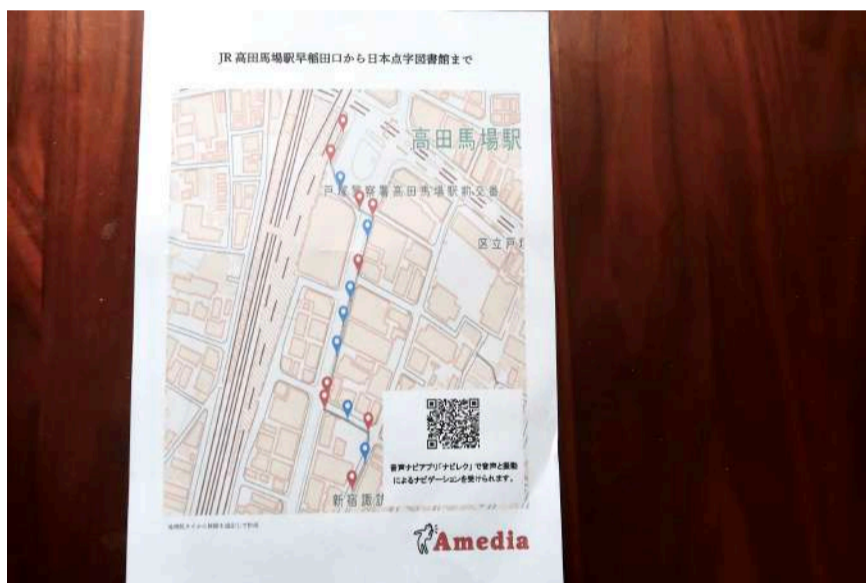 JR 高田馬場駅早稲田口から日本点字図書館まで
高田馬場駅
戸塚警察署高田馬場駅前交番
区立戸塚
新宿諏訪
音声ナビアプリ「ナビレク」で音声と振動
によるナビゲーションを受けられます。
Amedia